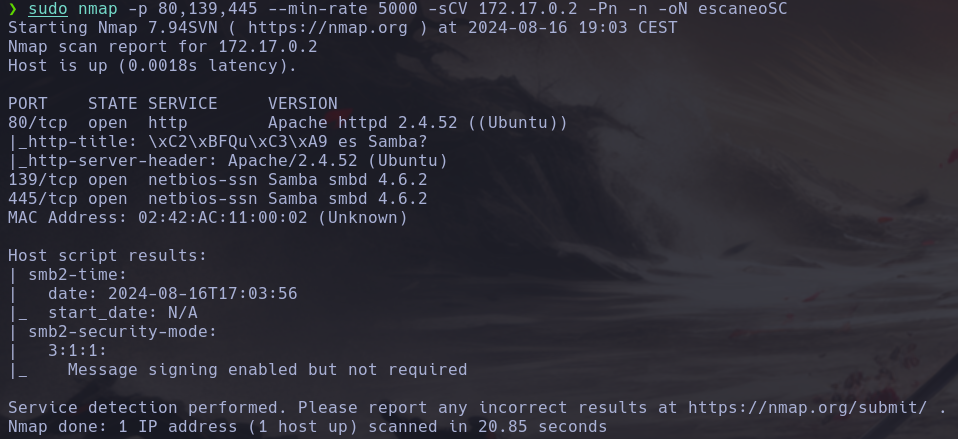 ❯ sudo nmap -p 80,139,445 --min-rate 5000 -sCV 172.17.0.2 -Pn -n -oN escaneoSC
Starting Nmap 7.94SVN ( https://nmap.org ) at 2024-08-16 19:03 CEST
Nmap scan report for 172.17.0.2
Host is up (0.0018s latency).

PORT    STATE SERVICE     VERSION
80/tcp  open  http        Apache httpd 2.4.52 ((Ubuntu))
|_http-title: \xC2\xBFQu\xC3\xA9 es Samba?
|_http-server-header: Apache/2.4.52 (Ubuntu)
139/tcp open  netbios-ssn Samba smbd 4.6.2
445/tcp open  netbios-ssn Samba smbd 4.6.2
MAC Address: 02:42:AC:11:00:02 (Unknown)

Host script results:
| smb2-time:
|   date: 2024-08-16T17:03:56
|_  start_date: N/A
| smb2-security-mode:
|   3:1:1:
|_    Message signing enabled but not required

Service detection performed. Please report any incorrect results at https://nmap.org/submit/ .
Nmap done: 1 IP address (1 host up) scanned in 20.85 seconds